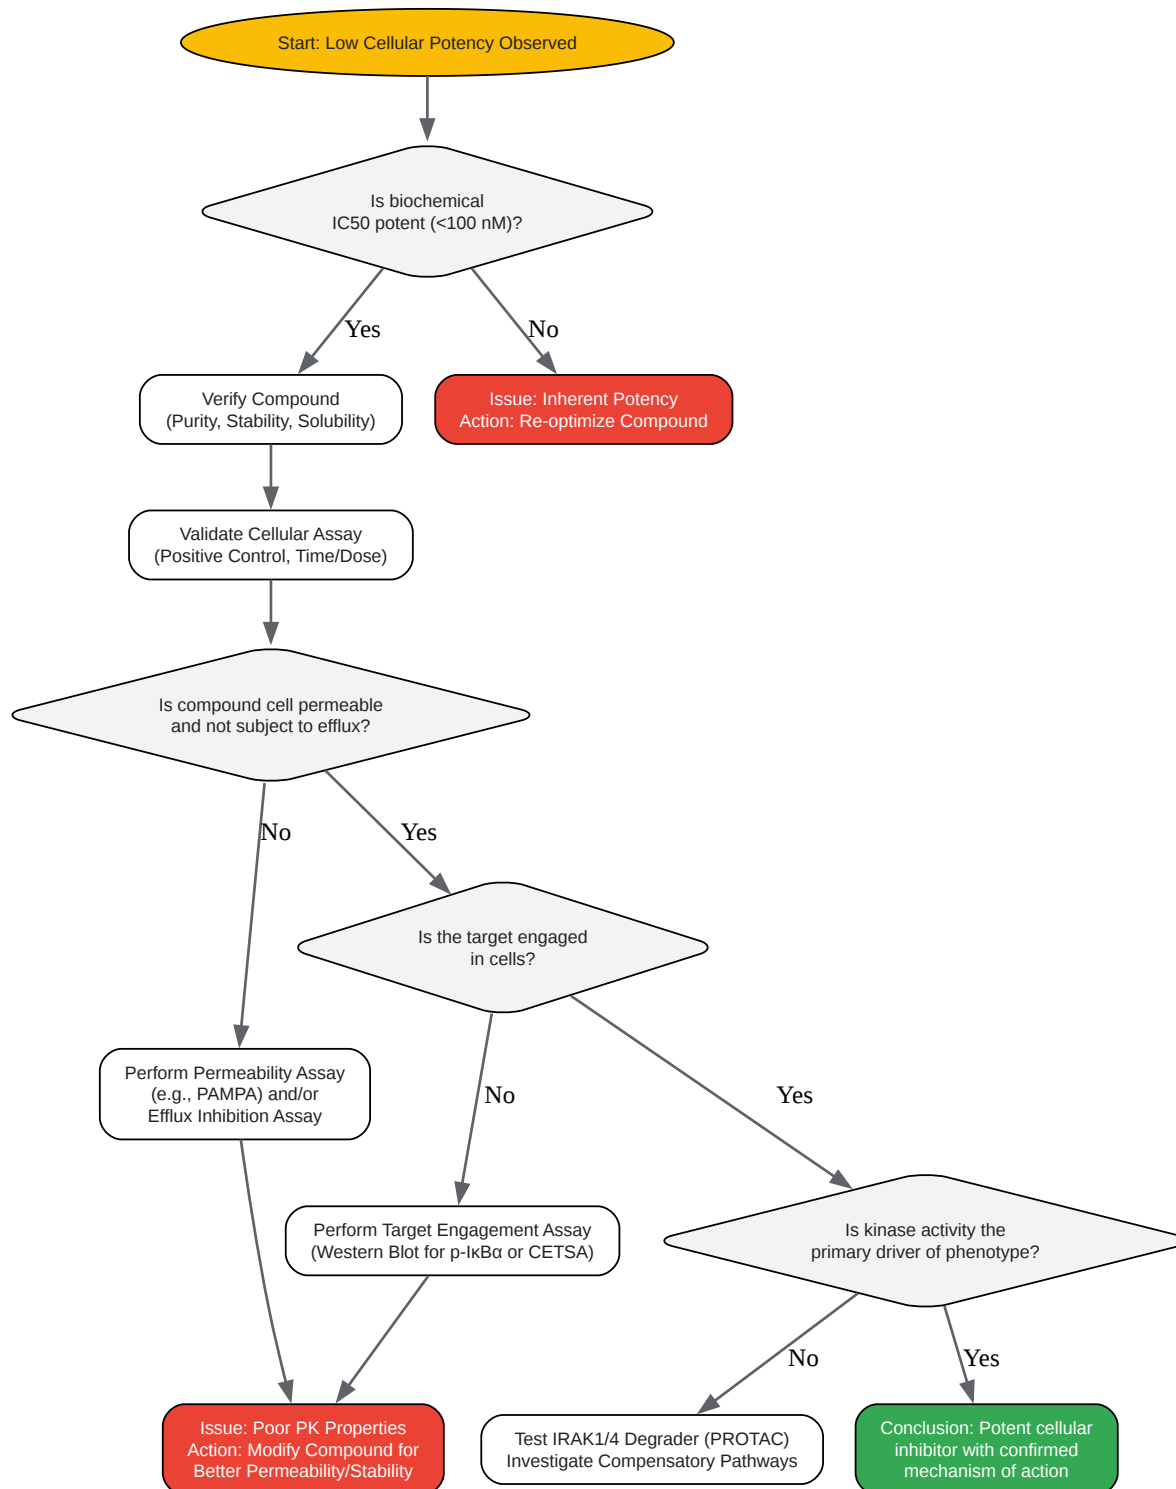 Start: Low Cellular Potency Observed
Is biochemical
IC50 potent (<100 nM)?
Yes
No
Verify Compound
(Purity, Stability, Solubility)
Issue: Inherent Potency
Action: Re-optimize Compound
Validate Cellular Assay
(Positive Control, Time/Dose)
Is compound cell permeable
and not subject to efflux?
No
Yes
Is the target engaged
in cells?
Perform Permeability Assay
(e.g., PAMPA) and/or
Efflux Inhibition Assay
No
Yes
Perform Target Engagement Assay
(Western Blot for p-IκBα or CETSA)
Is kinase activity the
primary driver of phenotype?
No
Yes
Issue: Poor PK Properties
Action: Modify Compound for
Better Permeability/Stability
Test IRAK1/4 Degrader (PROTAC)
Investigate Compensatory Pathways
Conclusion: Potent cellular
inhibitor with confirmed
mechanism of action